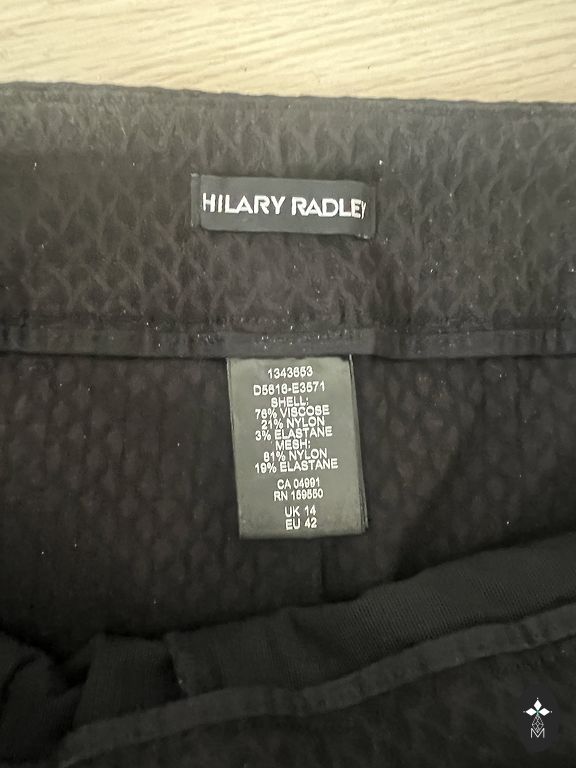 HILARY RADLEY
1343653
D5616-E3571
SHELL:
76% VISCOSE
21% NYLON
3% ELASTANE
MESH:
81% NYLON
19% ELASTANE
CA 04991
RN 159550
UK 14
EU 42
M